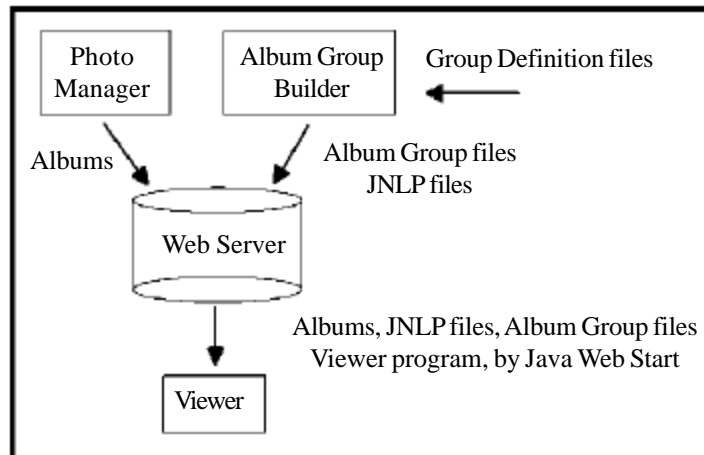 Photo
Manager
Album Group
Builder
Group Definition files
Albums
Album Group files
JNLP files
Web Server
Albums, JNLP files, Album Group files
Viewer program, by Java Web Start
Viewer